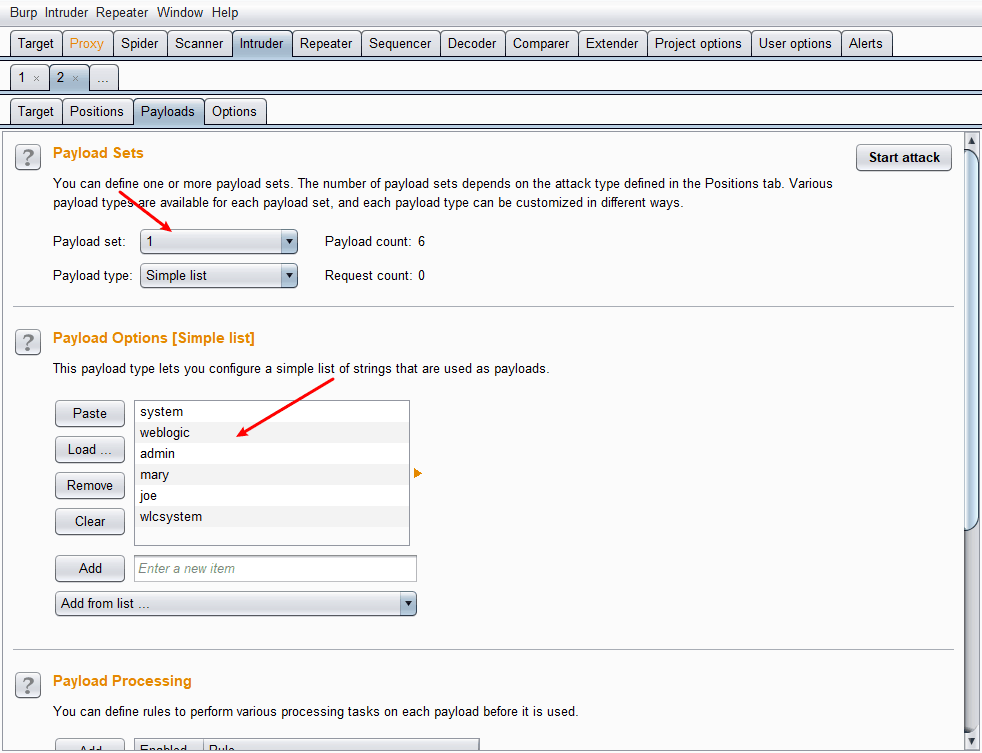 Burp Intruder Repeater Window Help
Target Proxy Spider Scanner Intruder Repeater Sequencer Decoder Comparer Extender Project options User options Alerts
1 × 2 × ...
Target Positions Payloads Options
? Payload Sets Start attack
You can define one or more payload sets. The number of payload sets depends on the attack type defined in the Positions tab. Various
payload types are available for each payload set, and each payload type can be customized in different ways.
Payload set: 1 Payload count: 6
Payload type: Simple list Request count: 0
? Payload Options [Simple list]
This payload type lets you configure a simple list of strings that are used as payloads.
Paste
Load ...
Remove
Clear
system
weblogic
admin
mary
joe
wlcsystem
Add Enter a new item
Add from list ...
? Payload Processing
You can define rules to perform various processing tasks on each payload before it is used.
Add Enabled Rule